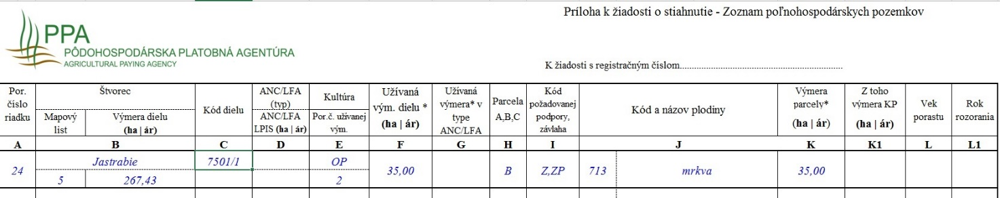 Príloha k žiadosti o stiahnutie - Zoznam poľnohospodárskych pozemkov
PPA
PÔDOHOSPODÁRSKA PLATOBNÁ AGENTÚRA
AGRICULTURAL PAYING AGENCY
K žiadosti s registračným číslom......................................................................
Por. číslo riadku
Štvorec
Mapový list
Výmera dielu (ha | ár)
Kód dielu
ANC/LFA (typ)
ANC/LFA LPIS (ha | ár)
Kultúra
Por.č. užívanej vým.
Užívaná vým. dielu * (ha | ár)
Užívaná výmera* v type ANC/LFA
Parcela A,B,C
Kód požadovanej podpory, závlaha
Kód a názov plodiny
Výmera parcely* (ha | ár)
Z toho výmera KP (ha | ár)
Vek porastu
Rok rozorania
A B C D E F G H I J K K1 L L1
24 Jastrabie 7501/1 OP 35,00 B Z,ZP 713 mrkva 35,00
5 267,43 2